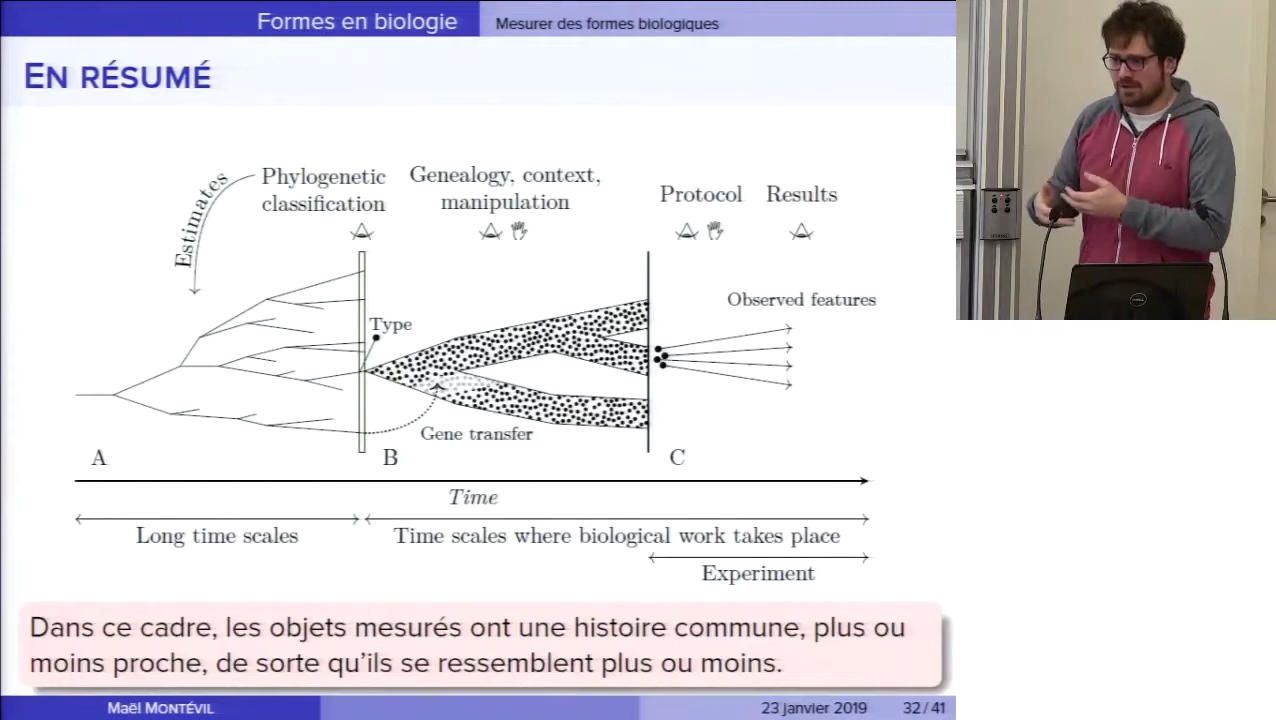 Formes en biologie
Mesurer des formes biologiques
EN RÉSUMÉ
Estimates
Phylogenetic
classification
Genealogy, context,
manipulation
Protocol
Results
Type
Observed features
Gene transfer
A
B
C
Time
Long time scales
Time scales where biological work takes place
Experiment
Dans ce cadre, les objets mesurés ont une histoire commune, plus ou
moins proche, de sorte qu'ils se ressemblent plus ou moins.
Maël MONTÉVIL
23 janvier 2019
32 / 41